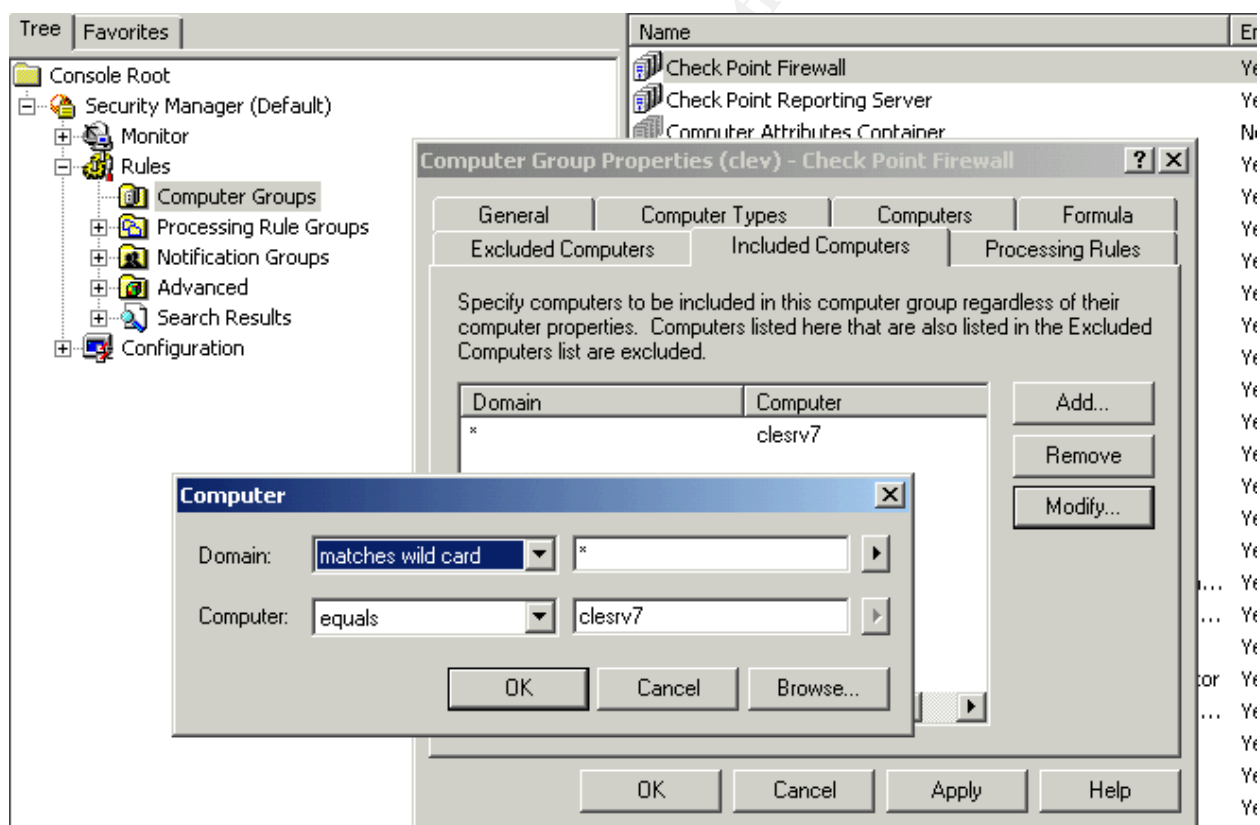 Tree Favorites
Name
Console Root
Security Manager (Default)
Monitor
Rules
Computer Groups
Processing Rule Groups
Notification Groups
Advanced
Search Results
Configuration
Check Point Firewall
Check Point Reporting Server
Computer Attributes Container
Computer Group Properties (clev) - Check Point Firewall
General Computer Types Computers Formula
Excluded Computers Included Computers Processing Rules
Specify computers to be included in this computer group regardless of their
computer properties. Computers listed here that are also listed in the Excluded
Computers list are excluded.
Domain Computer
* clesrv7
Add...
Remove
Modify...
Computer
Domain: matches wild card *
Computer: equals clesrv7
OK Cancel Browse...
OK Cancel Apply Help